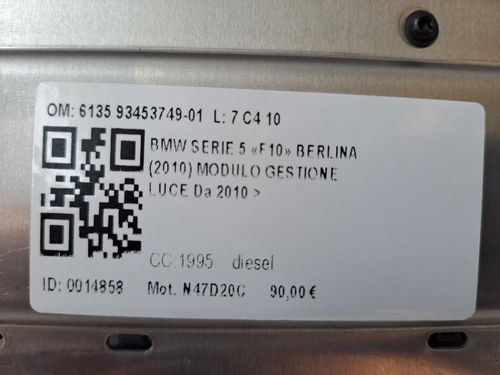 OM: 6135 93453749-01 L: 7 C4 10
BMW SERIE 5 «F10» BERLINA
(2010) MODULO GESTIONE
LUCE Da 2010 >
CC:1995 diesel
ID: 0014858 Mot. N47D20C 90,00 €